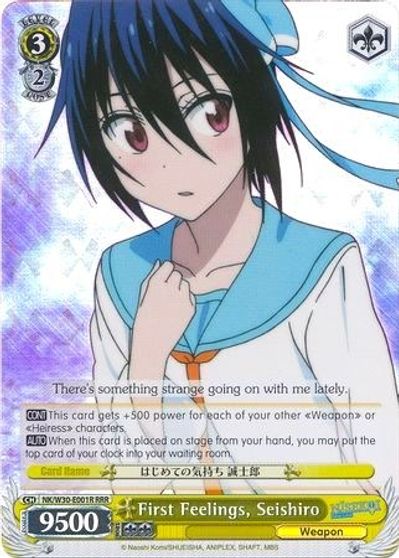 LEVEL
3
2
COST
There's something strange going on with me lately.
CONT This card gets +500 power for each of your other «Weapon» or
«Heiress» characters.
AUTO When this card is placed on stage from your hand, you may put
the top card of your clock into your waiting room.
Card Name はじめての気持ち 誠士郎
CH NK/W30-E001R RRR
First Feelings, Seishiro
NISEKOI
9500
Weapon
© Naoshi Komi/SHUEISHA, ANIPLEX, SHAFT, MBS